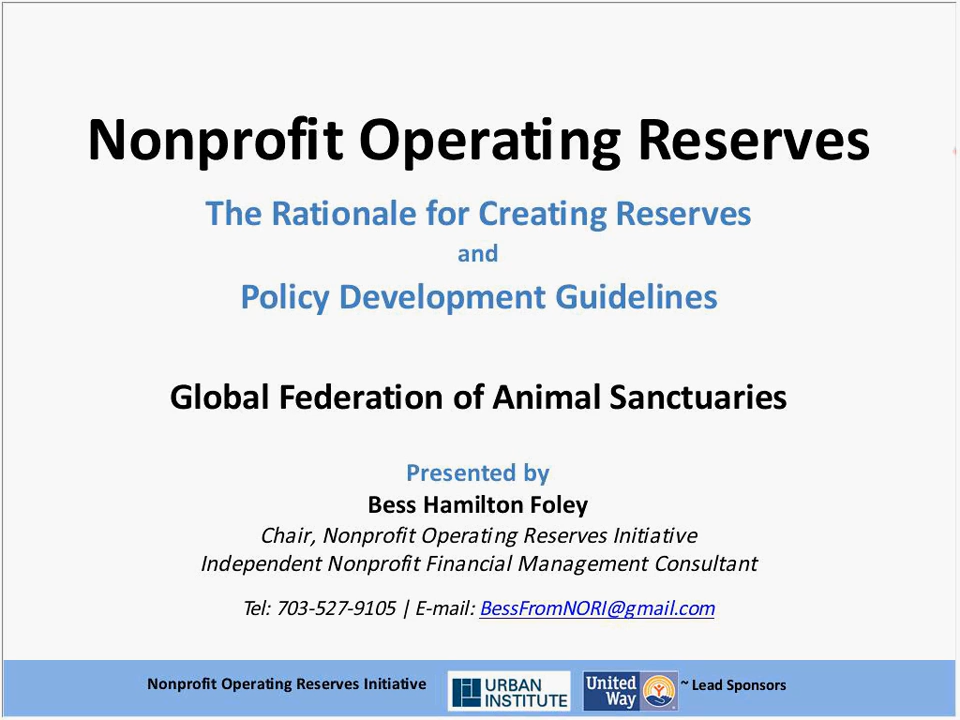 Nonprofit Operating Reserves
The Rationale for Creating Reserves
and
Policy Development Guidelines
Global Federation of Animal Sanctuaries
Presented by
Bess Hamilton Foley
Chair, Nonprofit Operating Reserves Initiative
Independent Nonprofit Financial Management Consultant
Tel: 703-527-9105 | E-mail: BessFromNORI@gmail.com
Nonprofit Operating Reserves Initiative
URBAN
INSTITUTE
United
Way
~ Lead Sponsors